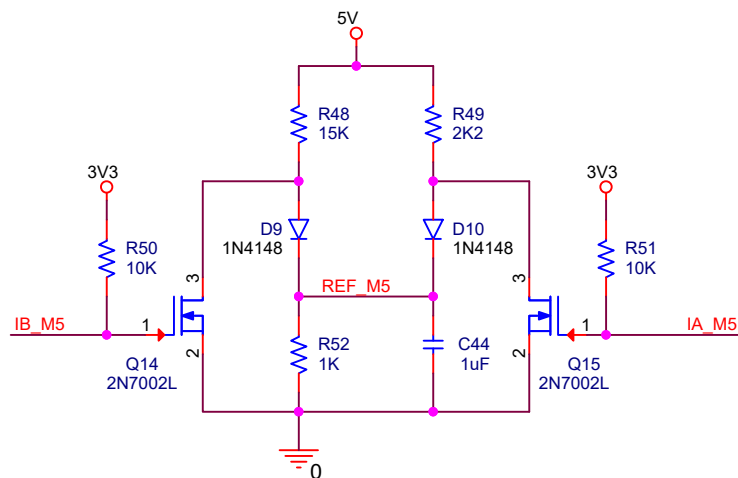 5V
R48
15K
R49
2K2
3V3
3V3
R50
10K
D9
1N4148
D10
1N4148
R51
10K
3
3
REF_M5
IB_M5
1
1
IA_M5
2
2
Q14
2N7002L
R52
1K
C44
1uF
Q15
2N7002L
0